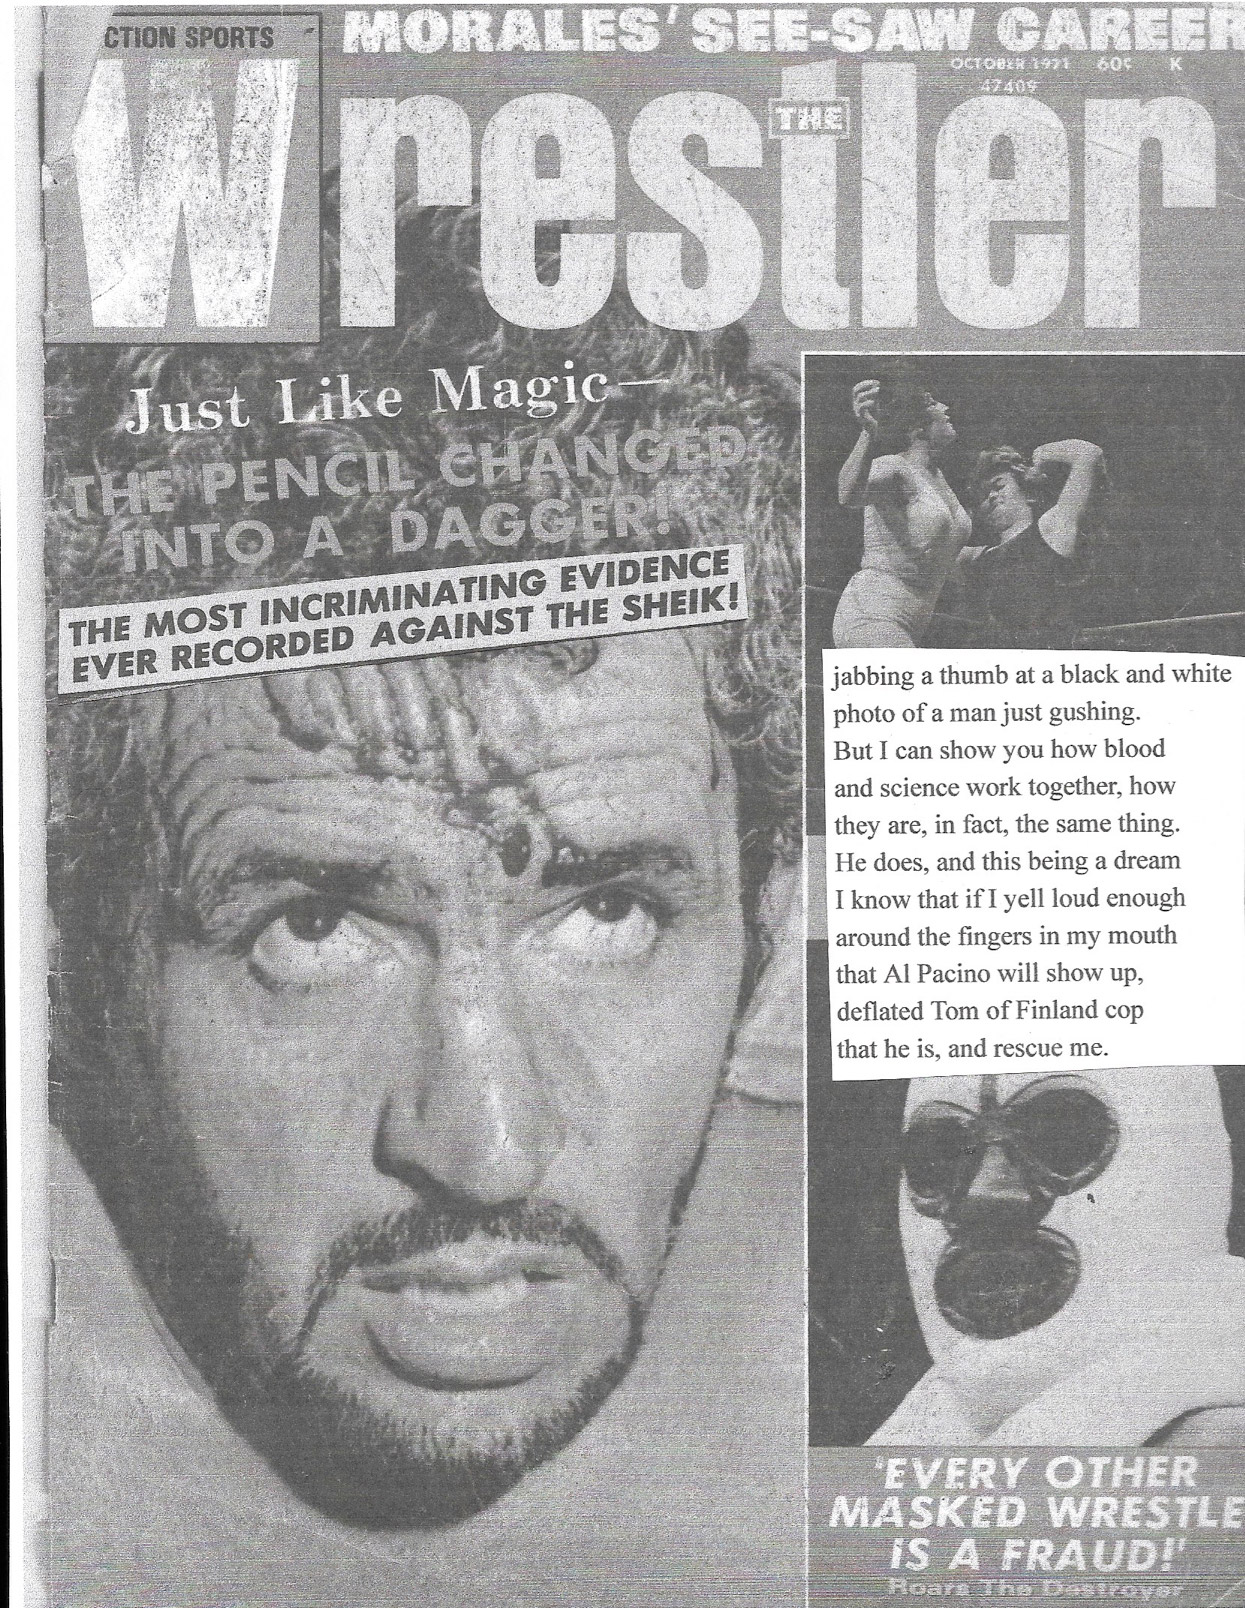 CTION SPORTS
MORALES' SEE-SAW CAREER
OCTOBER 1971 60¢ K
47409
THE
Wrestler
Just Like Magic—
THE PENCIL CHANGED
INTO A DAGGER!
THE MOST INCRIMINATING EVIDENCE
EVER RECORDED AGAINST THE SHEIK!
jabbing a thumb at a black and white
photo of a man just gushing.
But I can show you how blood
and science work together, how
they are, in fact, the same thing.
He does, and this being a dream
I know that if I yell loud enough
around the fingers in my mouth
that Al Pacino will show up,
deflated Tom of Finland cop
that he is, and rescue me.
'EVERY OTHER
MASKED WRESTLE
IS A FRAUD!'
Roars The Destroyer